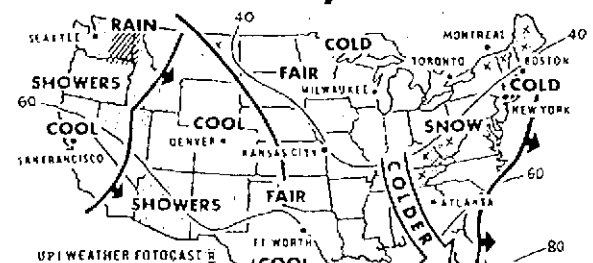 RAIN
40
SEATTLE
MONTREAL
40
COLD
TORONTO
BOSTON
SHOWERS
FAIR
MILWAUKEE
COLD
60
NEW YORK
COOL
COOL
SNOW
DENVER
KANSAS CITY
SAN FRANCISCO
COLDER
60
SHOWERS
FAIR
ATLANTA
FT WORTH
80
UPI WEATHER FOTOCAST
COOL